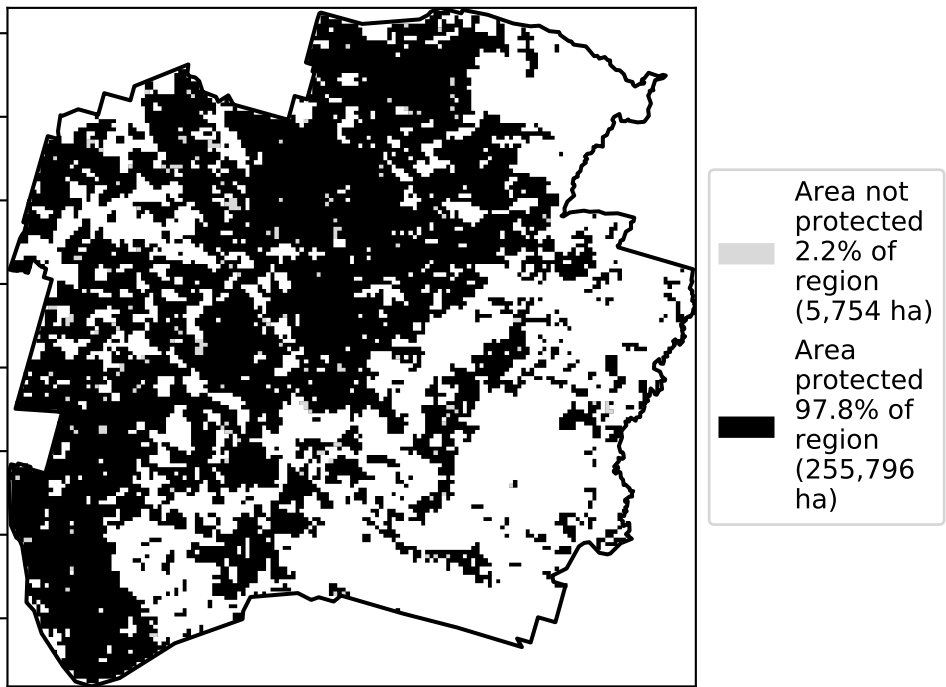 Area not
protected
2.2% of
region
(5,754 ha)
Area
protected
97.8% of
region
(255,796
ha)